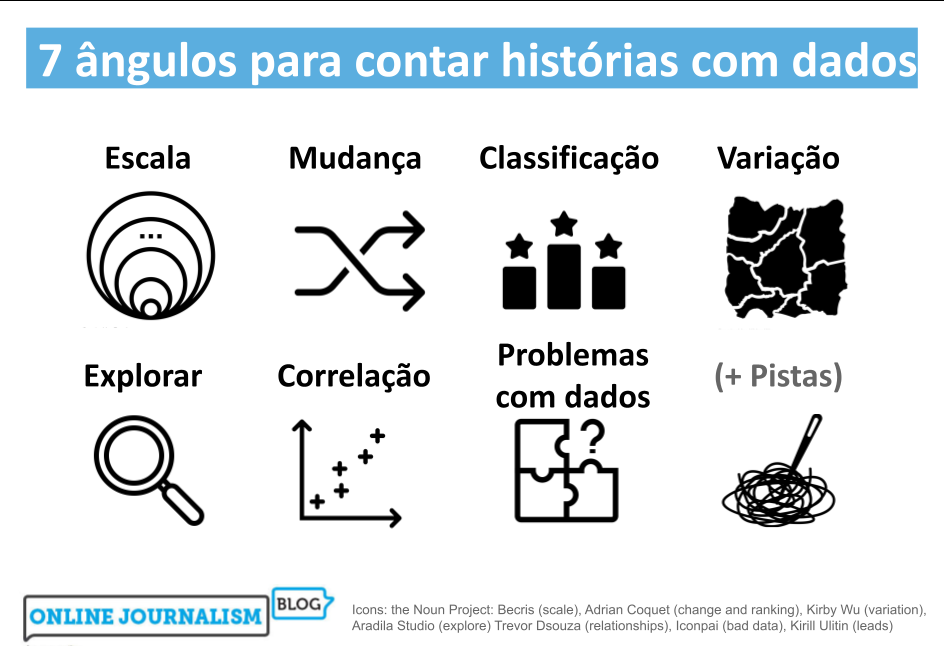 7 ângulos para contar histórias com dados
Escala
Mudança
Classificação
Variação
...
Explorar
Correlação
Problemas
com dados
(+ Pistas)
?
ONLINE JOURNALISM
BLOG
Icons: the Noun Project: Becris (scale), Adrian Coquet (change and ranking), Kirby Wu (variation),
Aradila Studio (explore) Trevor Dsouza (relationships), Iconpai (bad data), Kirill Ulitin (leads)